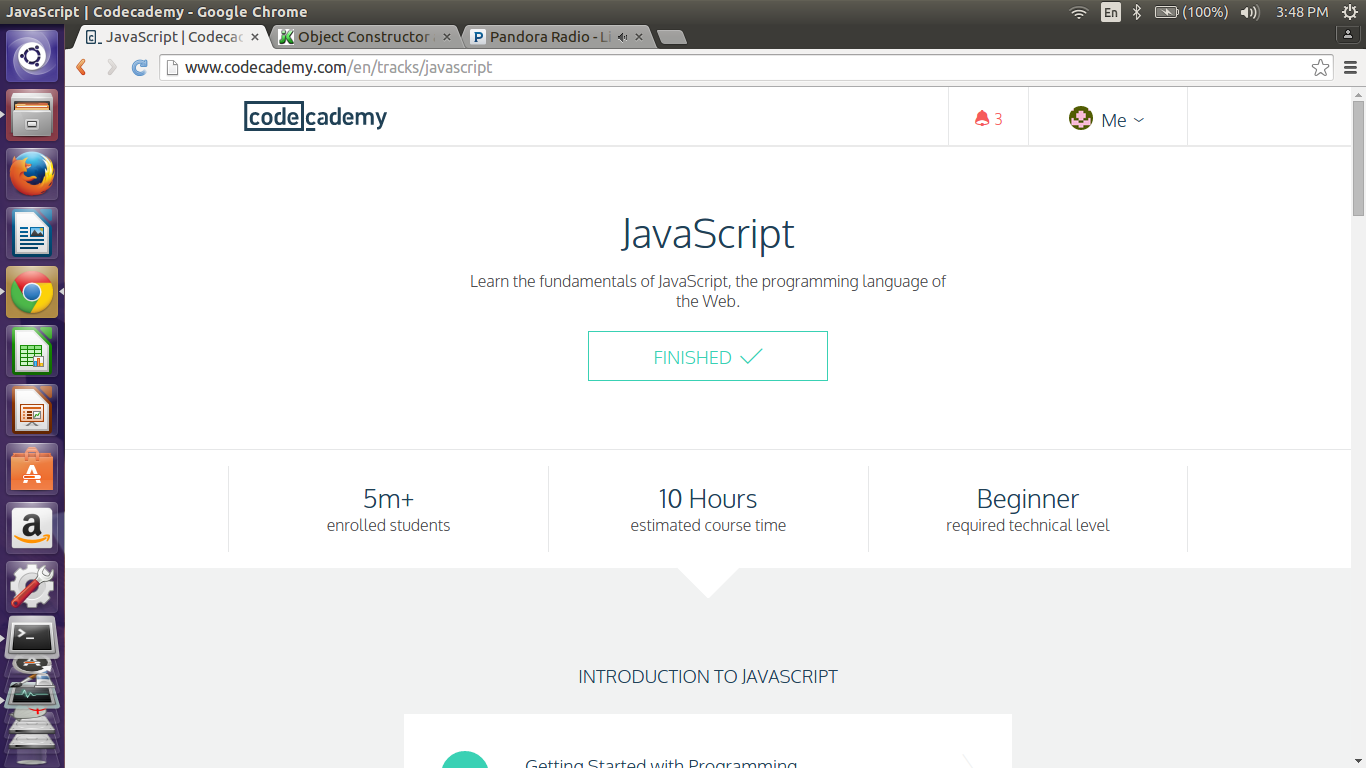 JavaScript | Codecademy - Google Chrome
En
(100%)
3:48 PM
JavaScript | Codecac
Object Constructor
Pandora Radio - Li
www.codecademy.com/en/tracks/javascript
codecademy
3
Me
JavaScript
Learn the fundamentals of JavaScript, the programming language of
the Web.
FINISHED
5m+
enrolled students
10 Hours
estimated course time
Beginner
required technical level
INTRODUCTION TO JAVASCRIPT
Getting Started with Programming